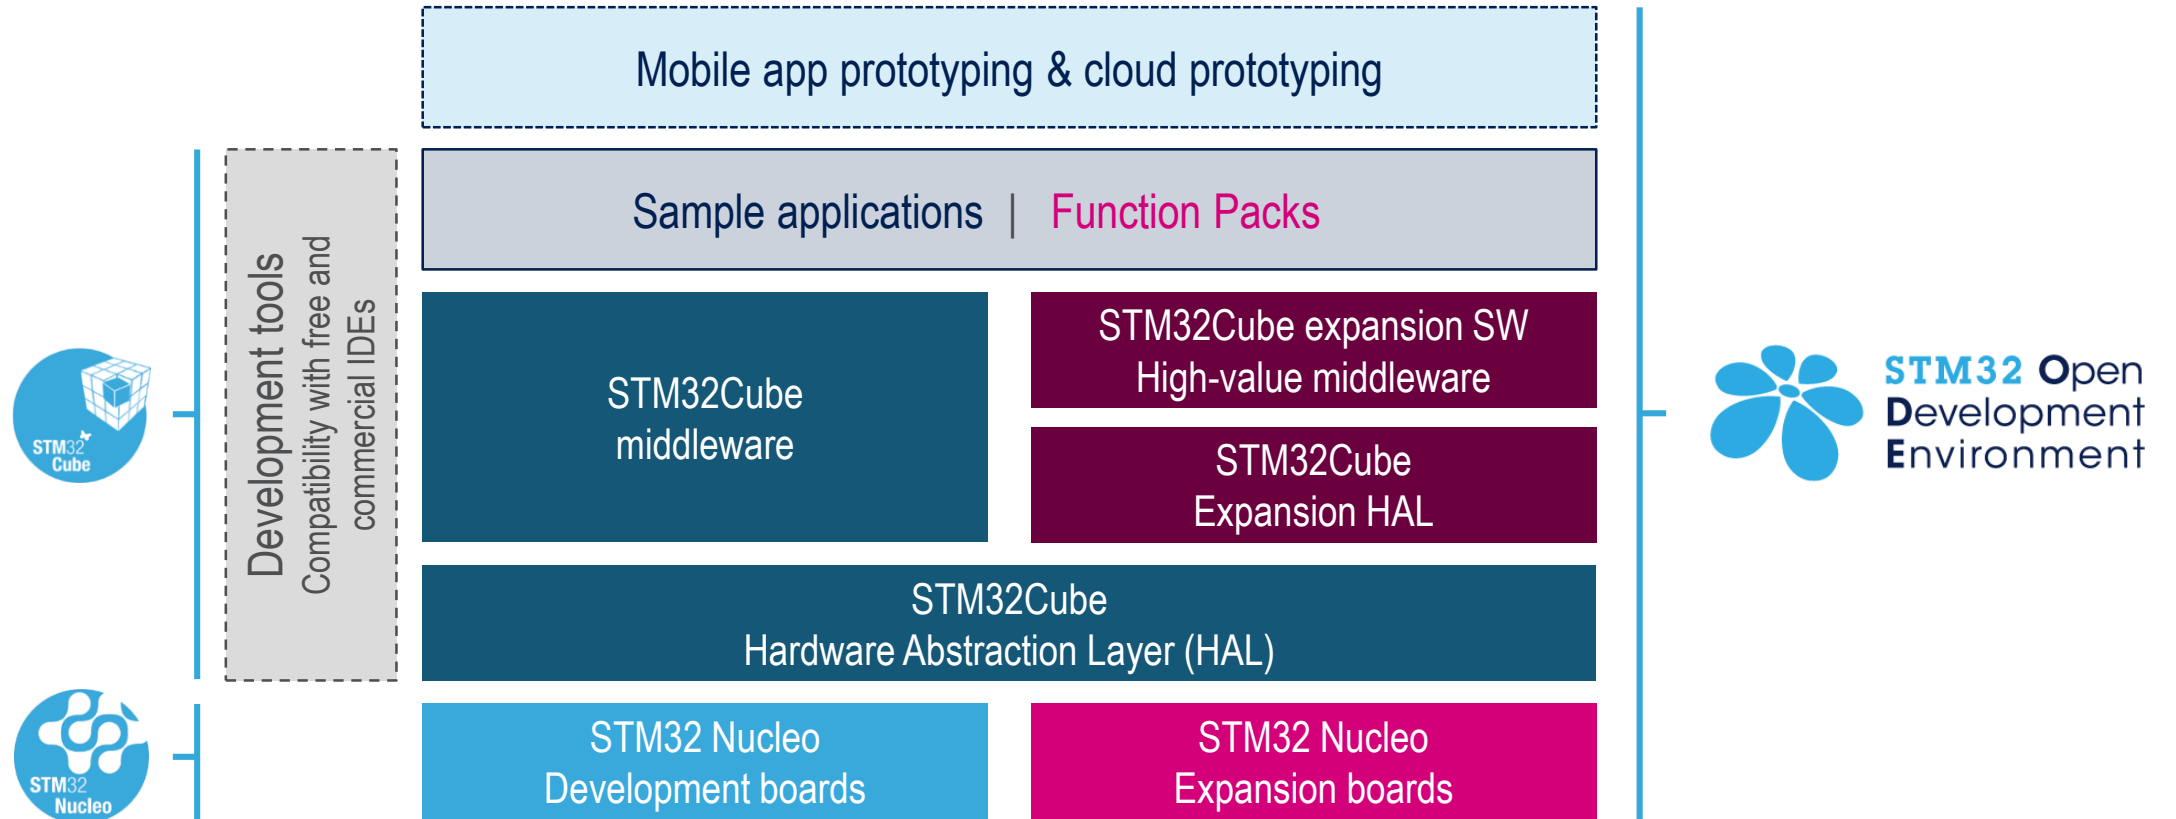 Mobile app prototyping & cloud prototyping
Sample applications | Function Packs
Development tools
Compatibility with free and
commercial IDEs
STM32Cube
middleware
STM32Cube expansion SW
High-value middleware
STM32Cube
Expansion HAL
STM32Cube
Hardware Abstraction Layer (HAL)
STM32 Nucleo
Development boards
STM32 Nucleo
Expansion boards
STM32
Cube
STM32
Nucleo
STM32 Open
Development
Environment